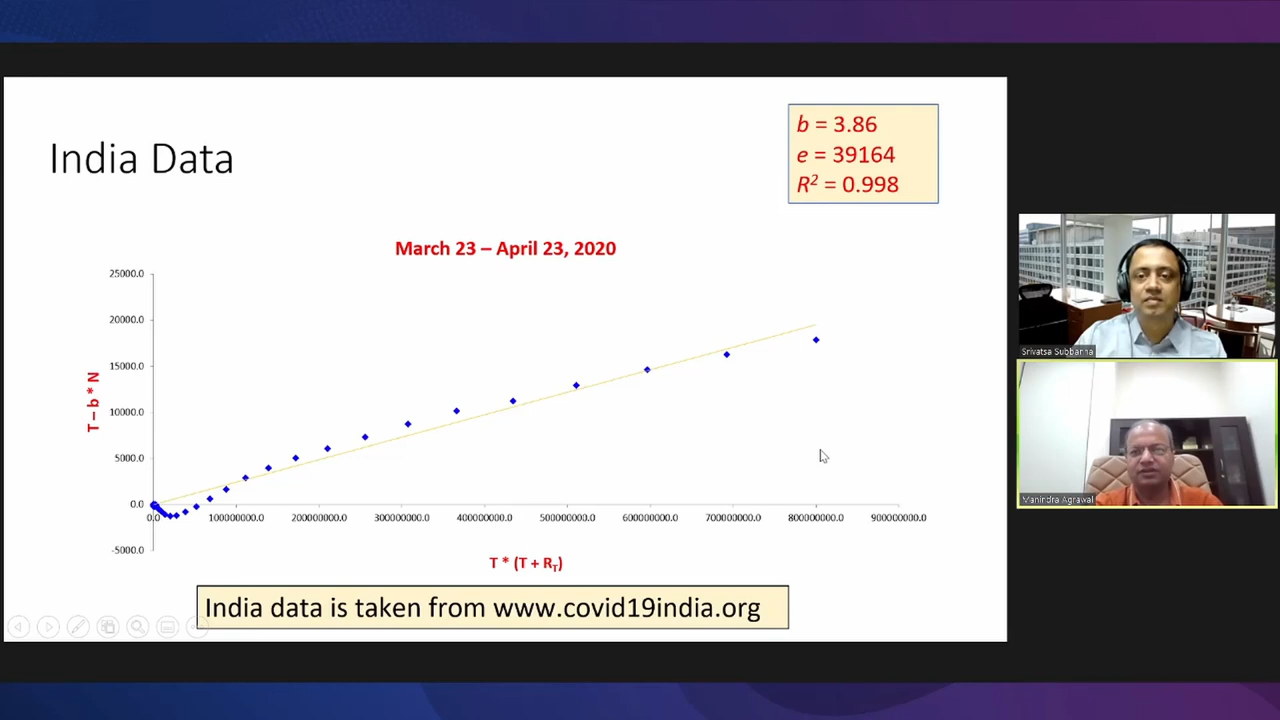 India Data
b = 3.86
e = 39164
R² = 0.998
March 23 – April 23, 2020
25000.0
20000.0
15000.0
10000.0
5000.0
0.0
-5000.0
T – b * N
0.0 100000000.0 200000000.0 300000000.0 400000000.0 500000000.0 600000000.0 700000000.0 800000000.0 900000000.0
T * (T + RT)
India data is taken from www.covid19india.org
Srivatsa Subbanna
Manindra Agrawal